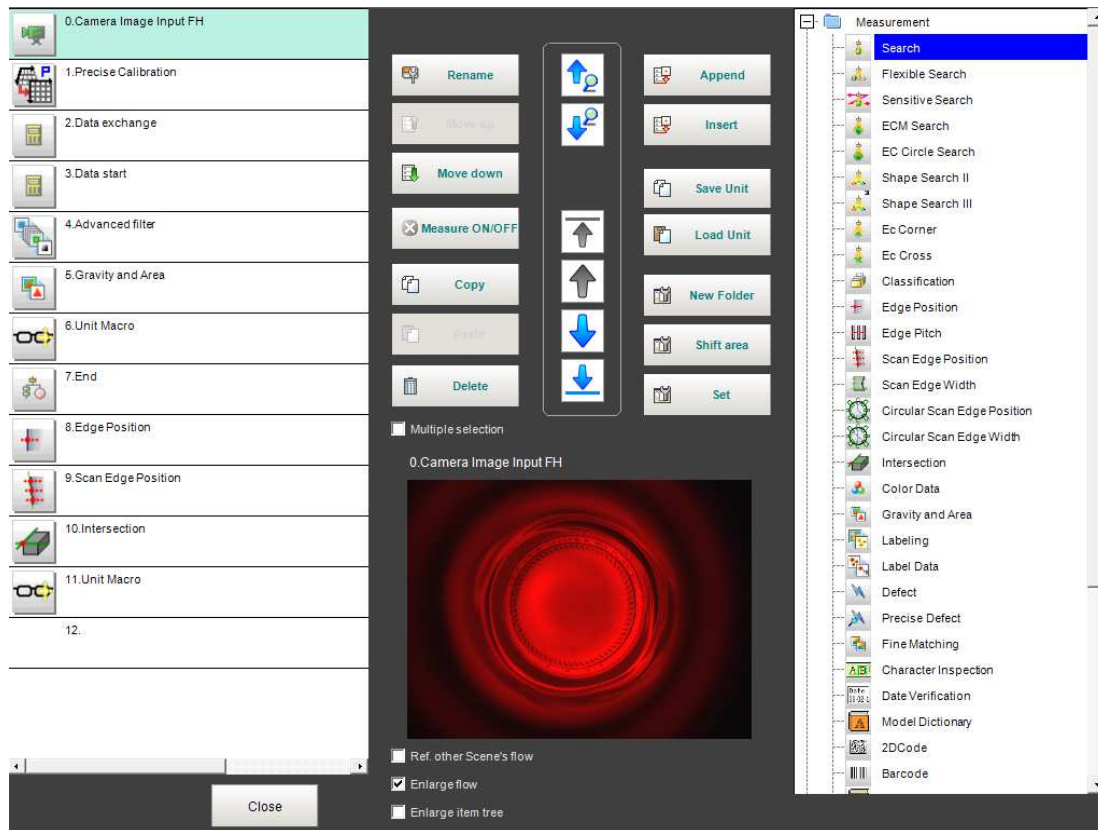 0.Camera Image Input FH
1.Precise Calibration
2.Data exchange
3.Data start
4.Advanced filter
5.Gravity and Area
6.Unit Macro
7.End
8.Edge Position
9.Scan Edge Position
10.Intersection
11.Unit Macro
12.
Close
Rename
Move up
Move down
Measure ON/OFF
Copy
Paste
Delete
Append
Insert
Save Unit
Load Unit
New Folder
Shift area
Set
Multiple selection
0.Camera Image Input FH
Ref. other Scene's flow
Enlarge flow
Enlarge item tree
Measurement
Search
Flexible Search
Sensitive Search
ECM Search
EC Circle Search
Shape Search II
Shape Search III
Ec Corner
Ec Cross
Classification
Edge Position
Edge Pitch
Scan Edge Position
Scan Edge Width
Circular Scan Edge Position
Circular Scan Edge Width
Intersection
Color Data
Gravity and Area
Labeling
Label Data
Defect
Precise Defect
Fine Matching
Character Inspection
Date Verification
Model Dictionary
2DCode
Barcode